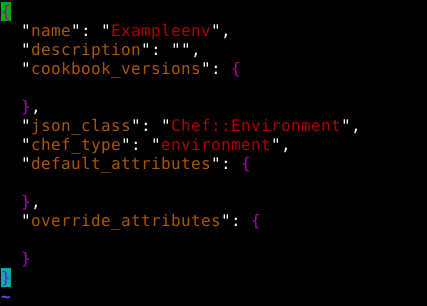 {
  "name": "Exampleenv",
  "description": "",
  "cookbook_versions": {

  },
  "json_class": "Chef::Environment",
  "chef_type": "environment",
  "default_attributes": {

  },
  "override_attributes": {

  }
}
~